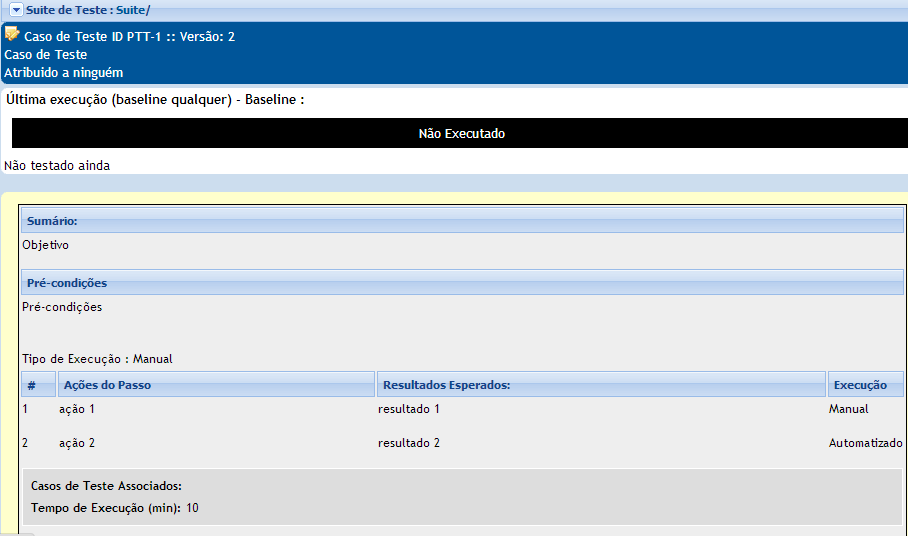 Suite de Teste : Suite/
Caso de Teste ID PTT-1 :: Versão: 2
Caso de Teste
Atribuido a ninguém
Última execução (baseline qualquer) - Baseline :
Não Executado
Não testado ainda
Sumário:
Objetivo
Pré-condições
Pré-condições
Tipo de Execução : Manual
# Ações do Passo Resultados Esperados: Execução
1 ação 1 resultado 1 Manual
2 ação 2 resultado 2 Automatizado
Casos de Teste Associados:
Tempo de Execução (min): 10